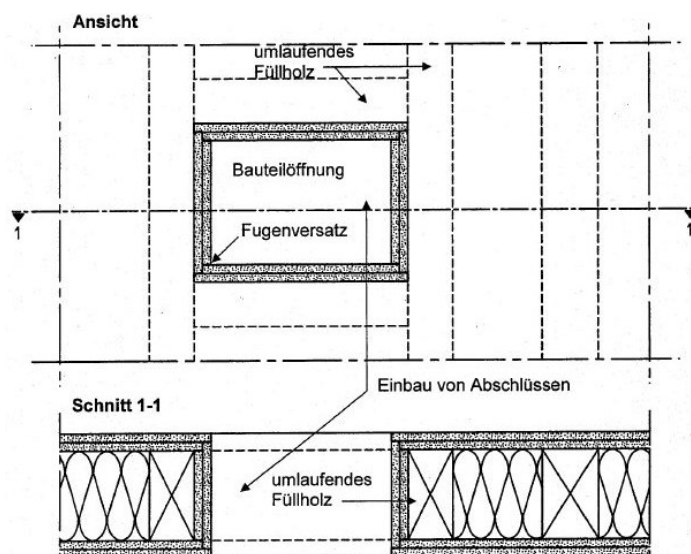 Ansicht
umlaufendes
Füllholz
Bauteilöffnung
1
1
Fugenversatz
Einbau von Abschlüssen
Schnitt 1-1
umlaufendes
Füllholz